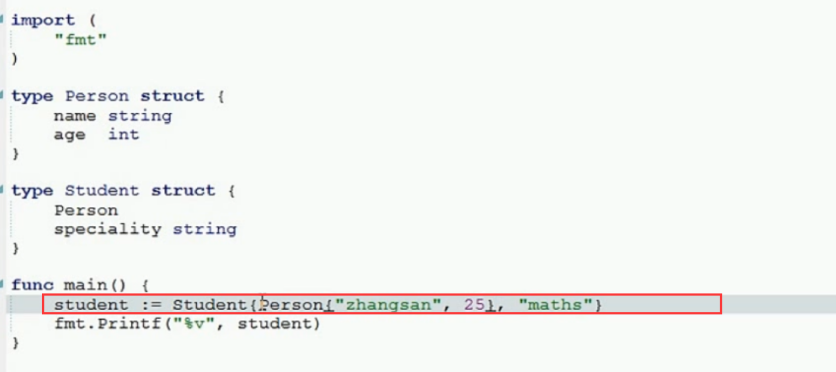 import (
    "fmt"
)
type Person struct {
    name string
    age  int
}
type Student struct {
    Person
    speciality string
}
func main() {
    student := Student{Person{"zhangsan", 25}, "maths"}
    fmt.Printf("%v", student)
}